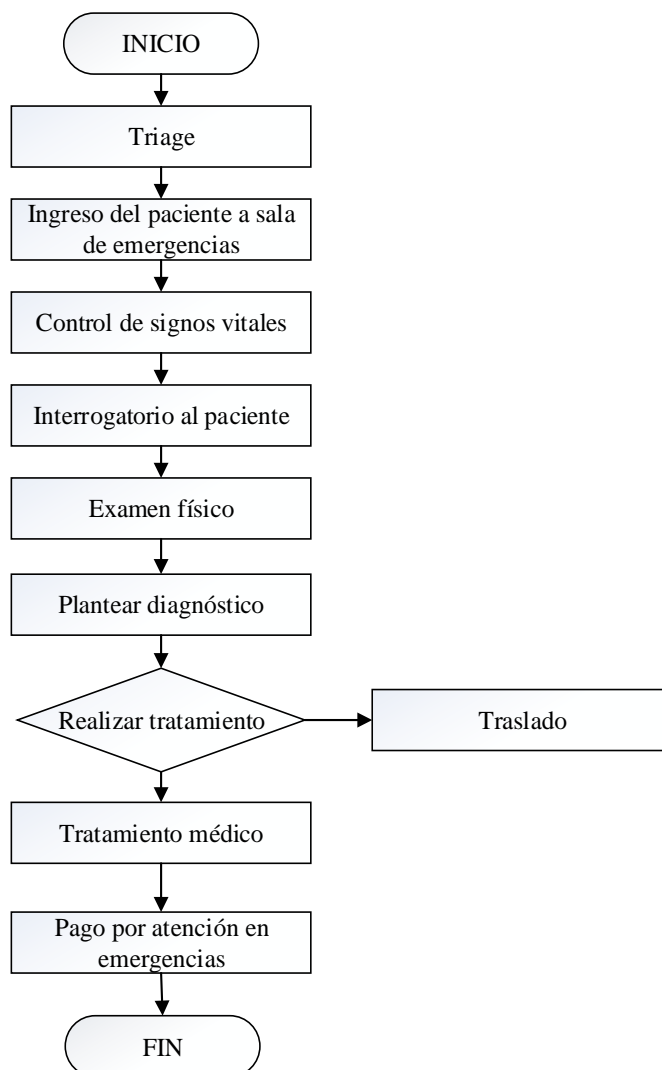 INICIO
Triage
Ingreso del paciente a sala
de emergencias
Control de signos vitales
Interrogatorio al paciente
Examen físico
Plantear diagnóstico
Realizar tratamiento
Traslado
Tratamiento médico
Pago por atención en
emergencias
FIN